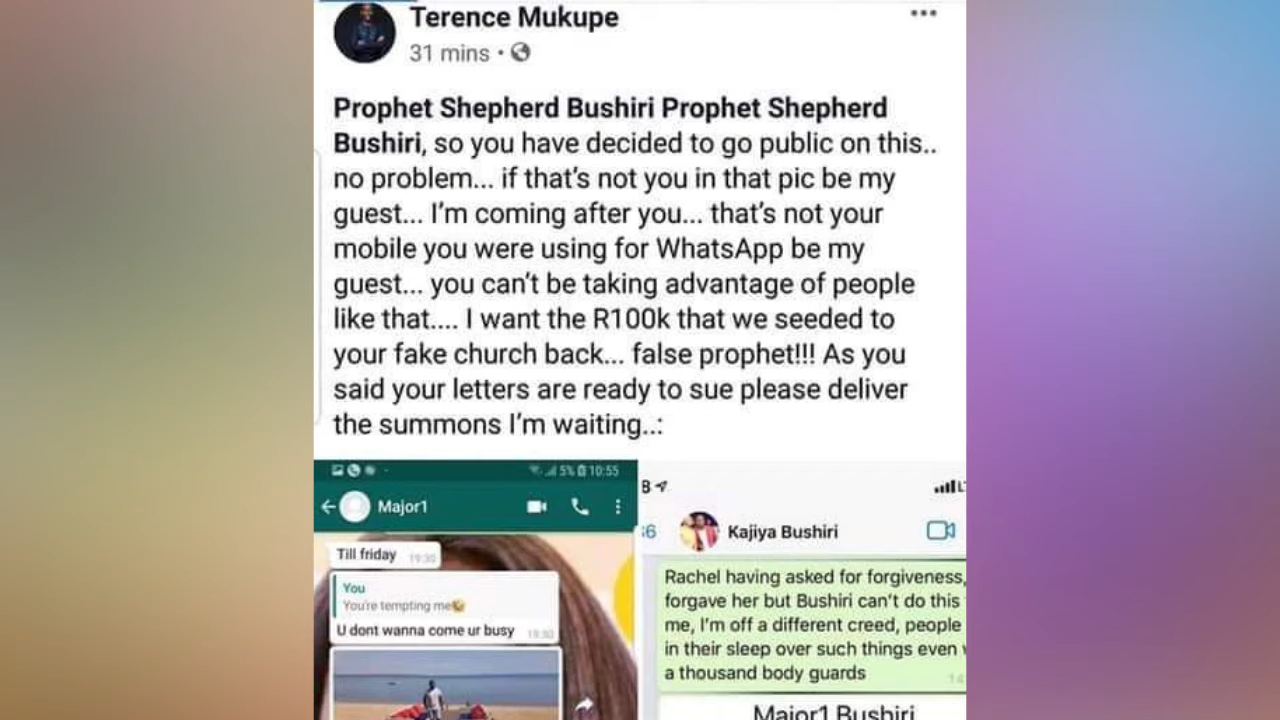 Terence Mukupe
31 mins •
Prophet Shepherd Bushiri Prophet Shepherd
Bushiri, so you have decided to go public on this..
no problem... if that's not you in that pic be my
guest... I'm coming after you... that's not your
mobile you were using for WhatsApp be my
guest... you can't be taking advantage of people
like that.... I want the R100k that we seeded to
your fake church back... false prophet!!! As you
said your letters are ready to sue please deliver
the summons I'm waiting..:
5% 10:55
Major1
Till friday 19:30
You
You're tempting me
U dont wanna come ur busy 19:30
Kajiya Bushiri
Rachel having asked for forgiveness,
forgave her but Bushiri can't do this
me, I'm off a different creed, people
in their sleep over such things even
a thousand body guards
Major1 Bushiri